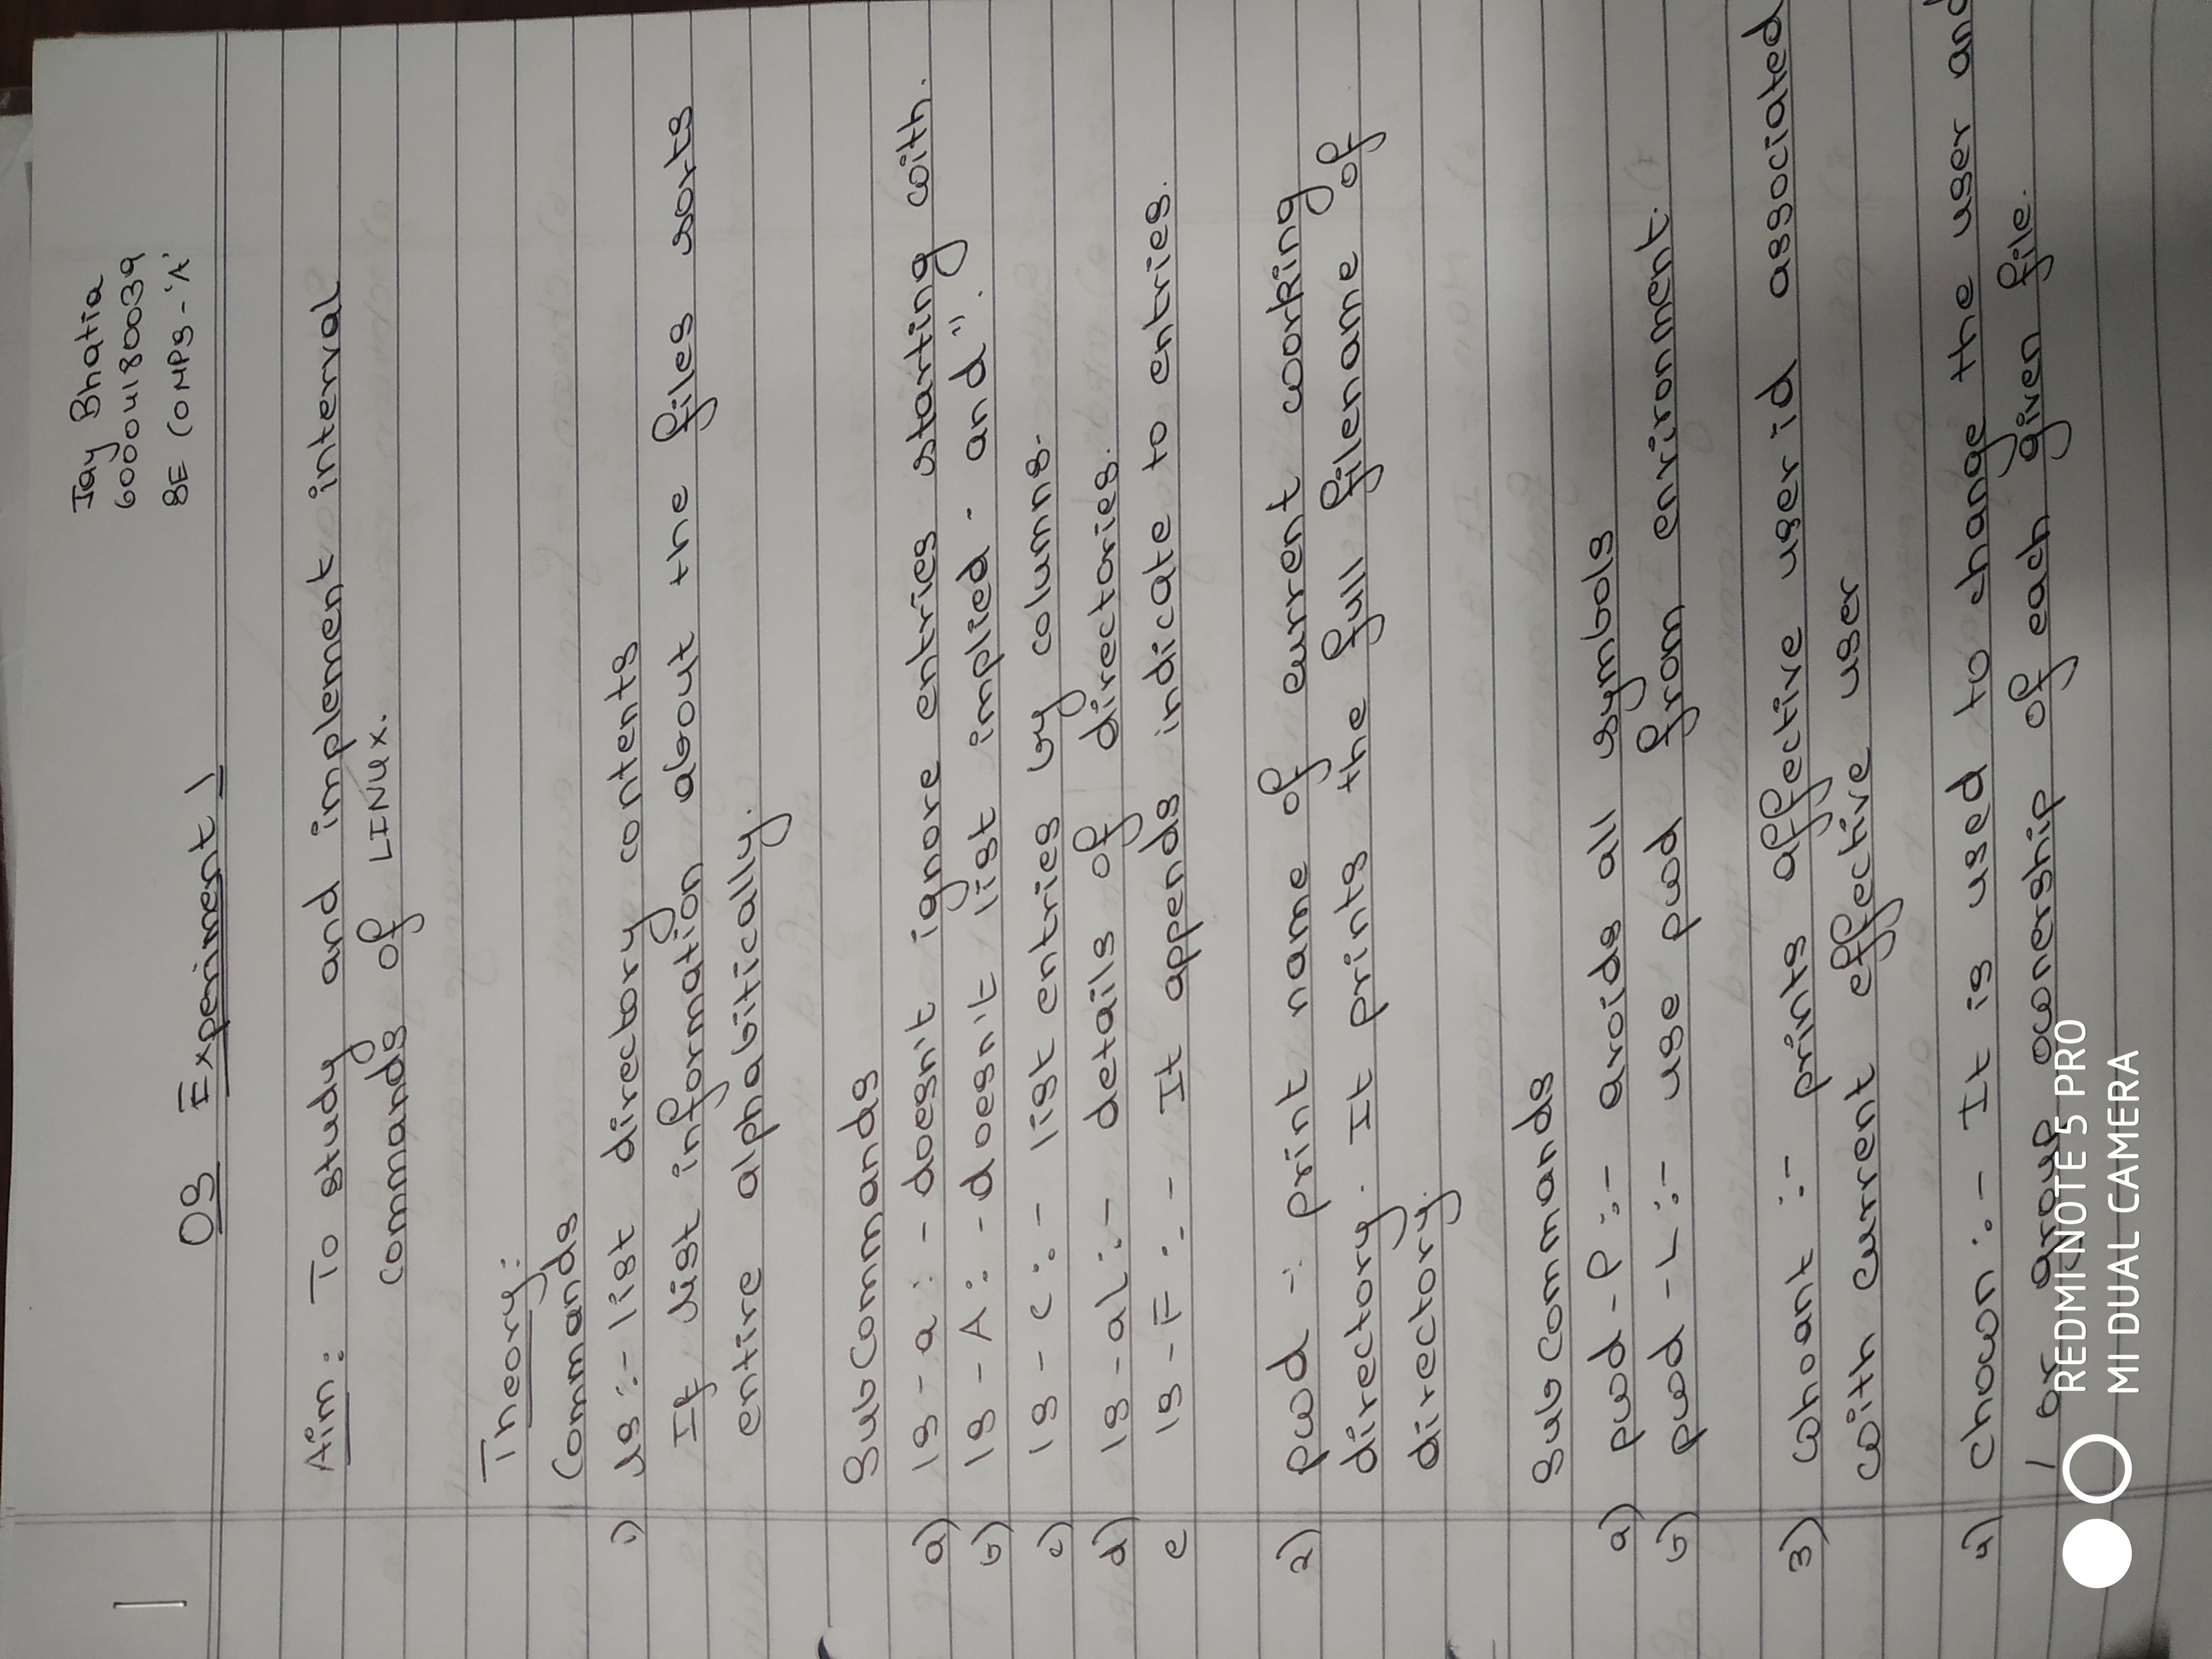 Jay Bhatia
60004180039
SE COMPS-'A'
OS Experiment 1
Aim: To study and implement interval
commands of LINUX.
Theory:
Commands
1) ls :- list directory contents
If list information about the files sorts
entire alphabitically.
Subcommands
a) ls -a :- doesn't ignore entries starting with.
b) ls - A :- doesn't list implied . and ".
c) ls - c :- list entries by columns.
d) ls -al :- details of directories.
e ls - F :- It appends indicate to entries.
2) pwd -: print name of current working
directory. It prints the full filename of
directory.
Subcommands
a) pwd - P :- avoids all symbols
b) pwd - L :- use pwd from environment.
3) whoant :- prints affective user id associated
with current effective user
4) chown :- It is used to change the user and
/ or group ownership of each given file.
REDMI NOTE 5 PRO
MI DUAL CAMERA